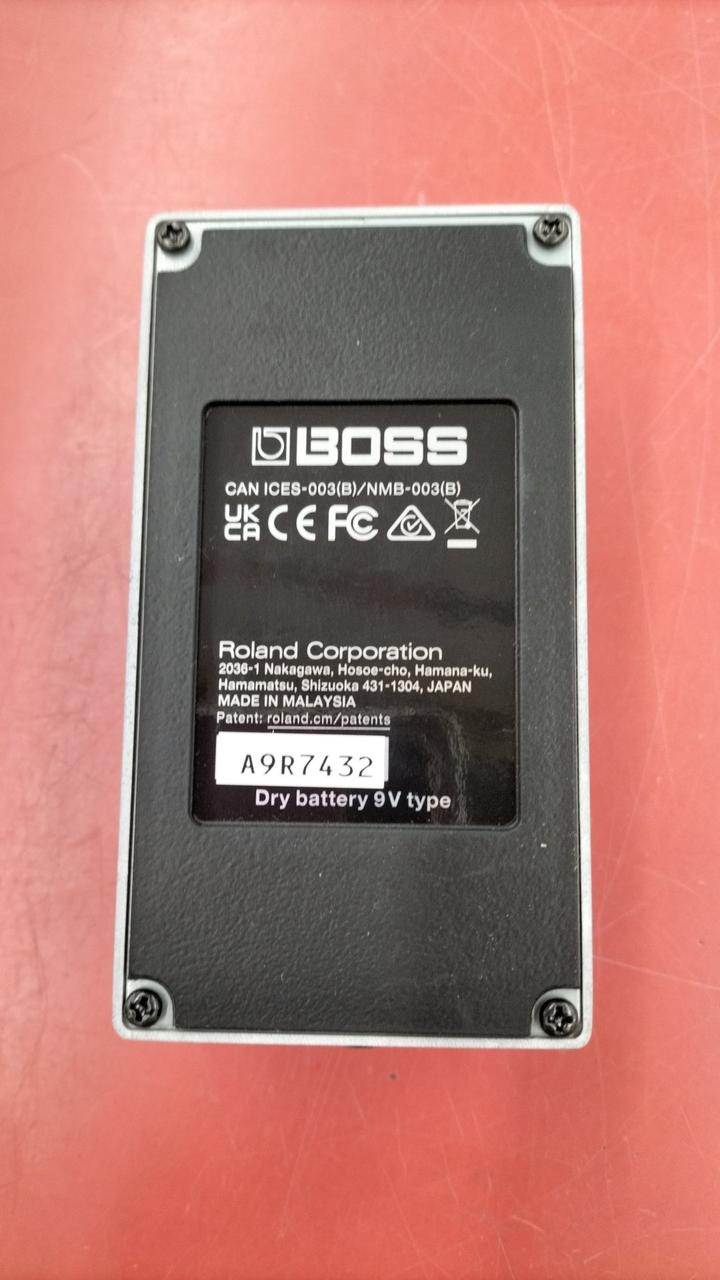 BOSS
CAN ICES-003(B)/NMB-003(B)
UK CA CE FC
Roland Corporation
2036-1 Nakagawa, Hosoe-cho, Hamana-ku,
Hamamatsu, Shizuoka 431-1304, JAPAN
MADE IN MALAYSIA
Patent: roland.cm/patents
A9R7432
Dry battery 9V type